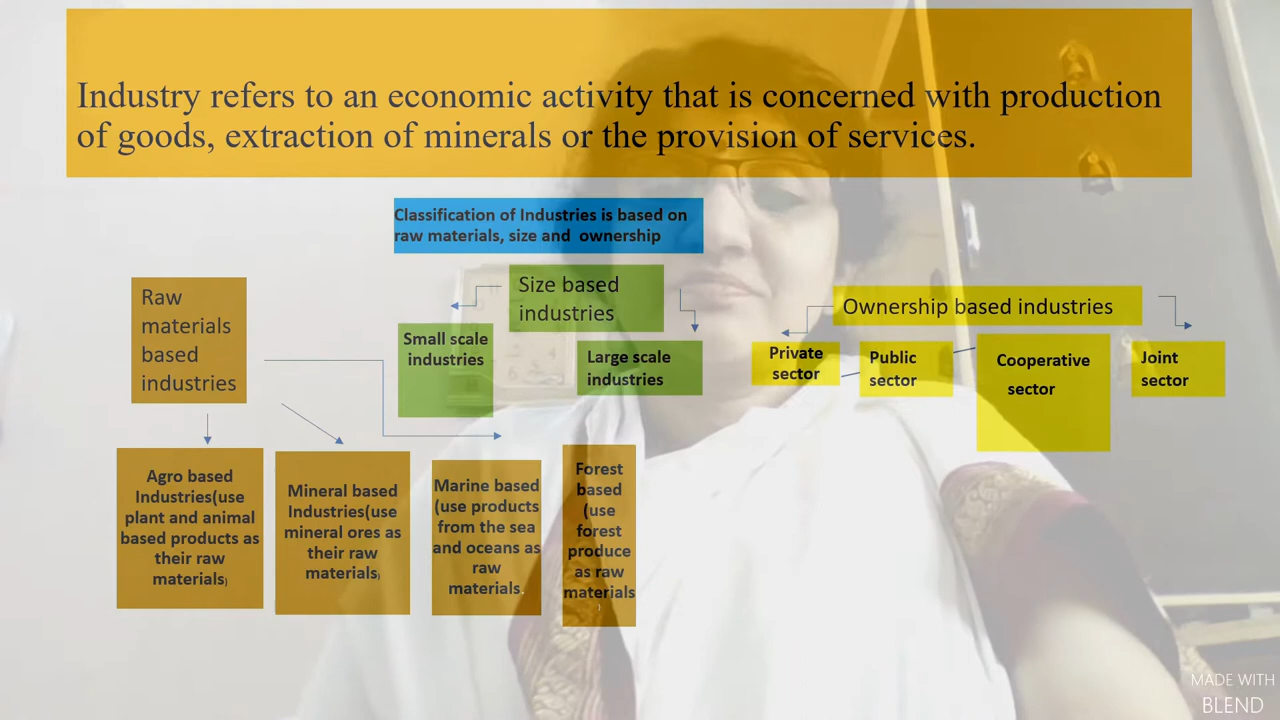 Industry refers to an economic activity that is concerned with production
of goods, extraction of minerals or the provision of services.
Classification of Industries is based on
raw materials, size and ownership
Raw
materials
based
industries
Size based
industries
Ownership based industries
Small scale
industries
Large scale
industries
Private
sector
Public
sector
Cooperative
sector
Joint
sector
Agro based
Industries(use
plant and animal
based products as
their raw
materials)
Mineral based
Industries(use
mineral ores as
their raw
materials)
Marine based
(use products
from the sea
and oceans as
raw
materials.
Forest
based
(use
forest
produce
as raw
materials
)
MADE WITH
BLEND